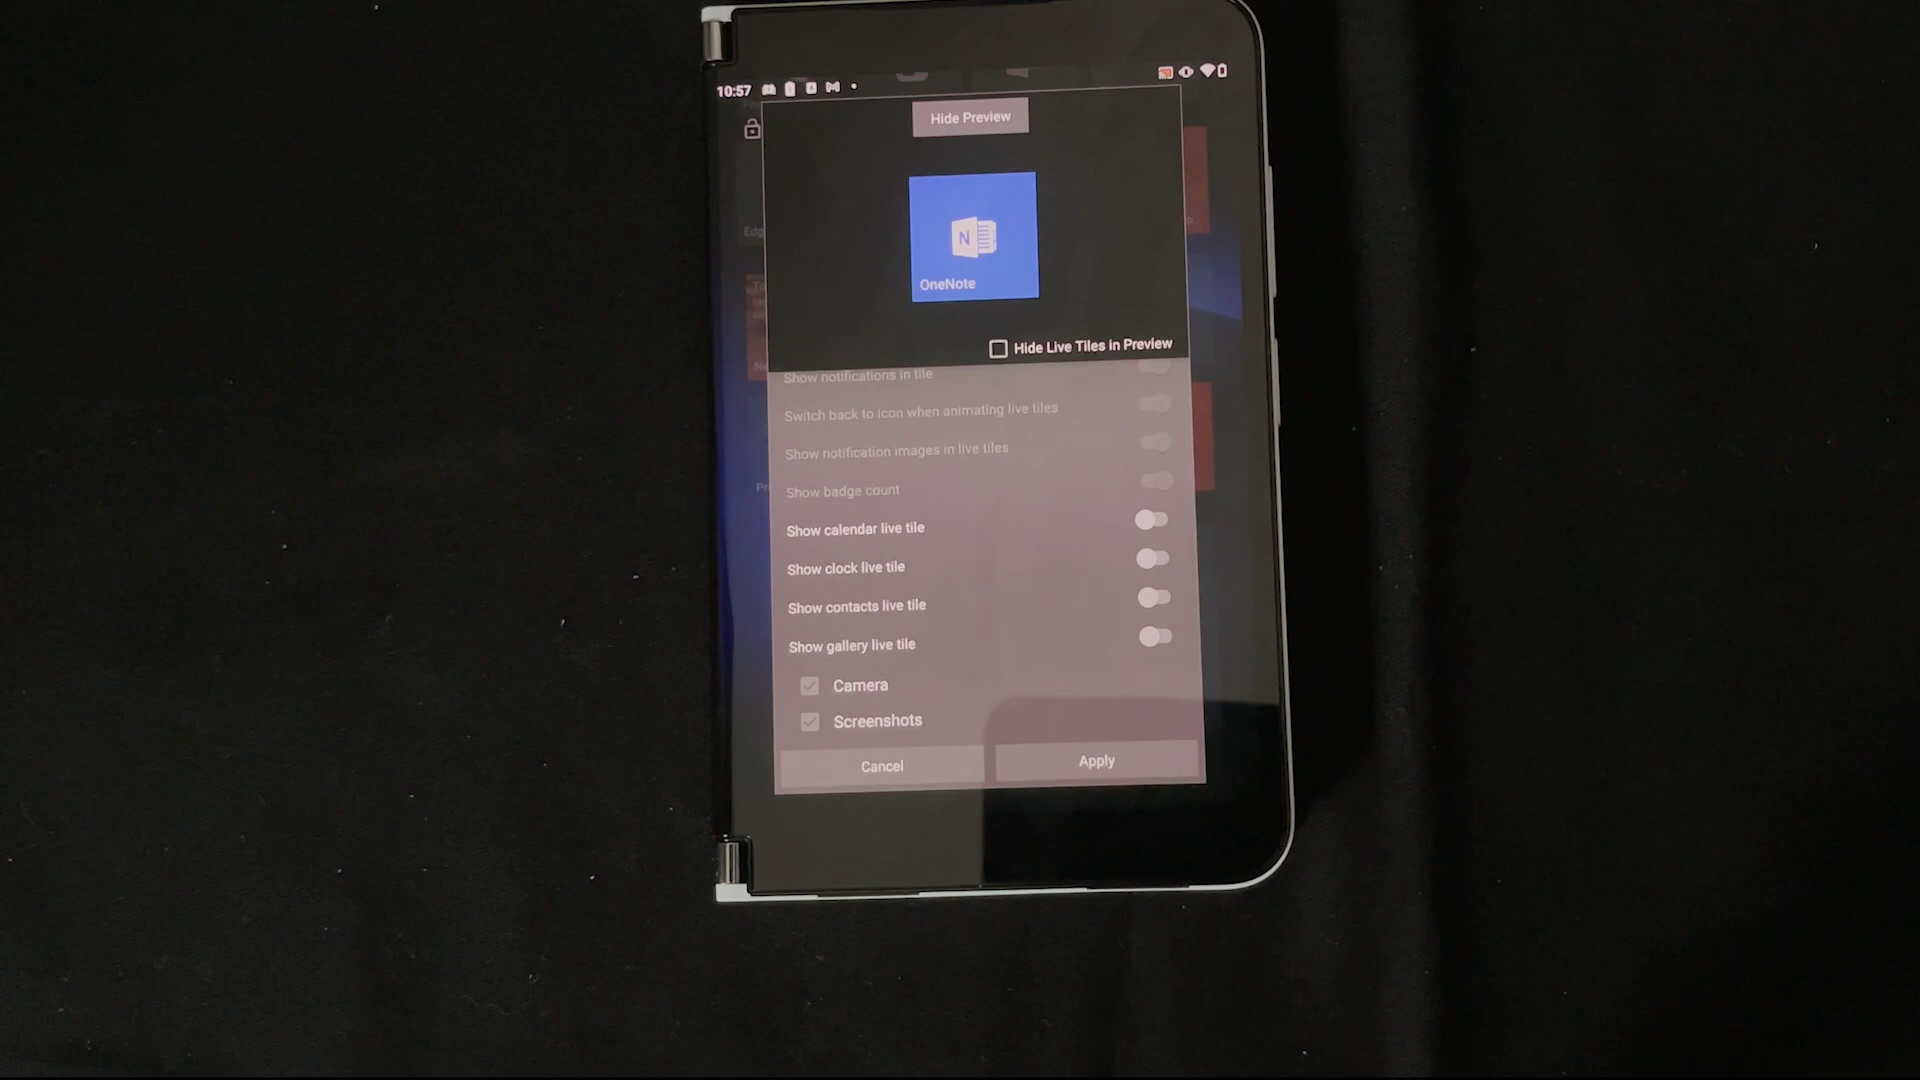 10:57
Hide Preview
Edg
N
OneNote
Hide Live Tiles in Preview
Show notifications in tile
Switch back to icon when animating live tiles
Show notification images in live tiles
Show badge count
Show calendar live tile
Show clock live tile
Show contacts live tile
Show gallery live tile
Camera
Screenshots
Cancel
Apply